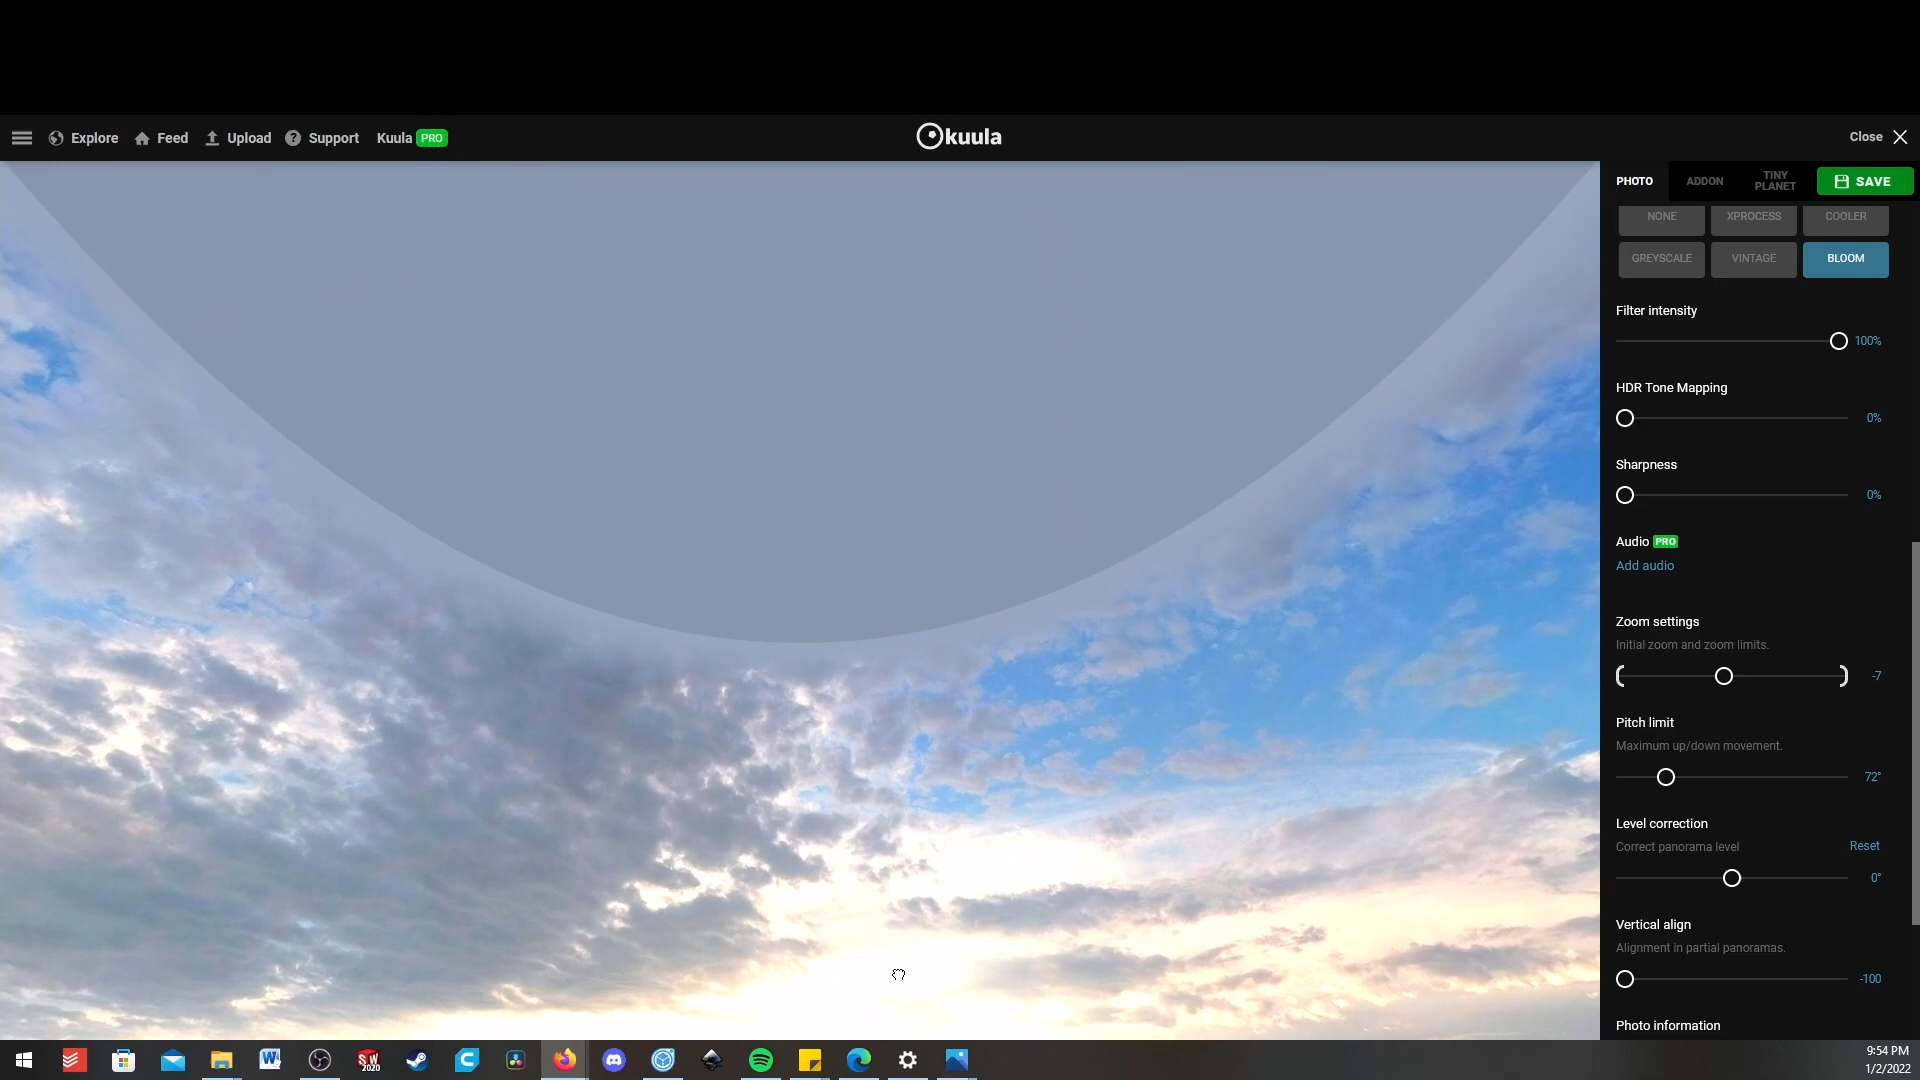 Explore
Feed
Upload
Support
Kuula PRO
kuula
Close
PHOTO
ADDON
TINY
PLANET
SAVE
NONE
XPROCESS
COOLER
GREYSCALE
VINTAGE
BLOOM
Filter intensity
100%
HDR Tone Mapping
0%
Sharpness
0%
Audio PRO
Add audio
Zoom settings
Initial zoom and zoom limits.
-7
Pitch limit
Maximum up/down movement.
72°
Level correction
Correct panorama level
Reset
0°
Vertical align
Alignment in partial panoramas.
-100
Photo information
SW
2020
9:54 PM
1/2/2022